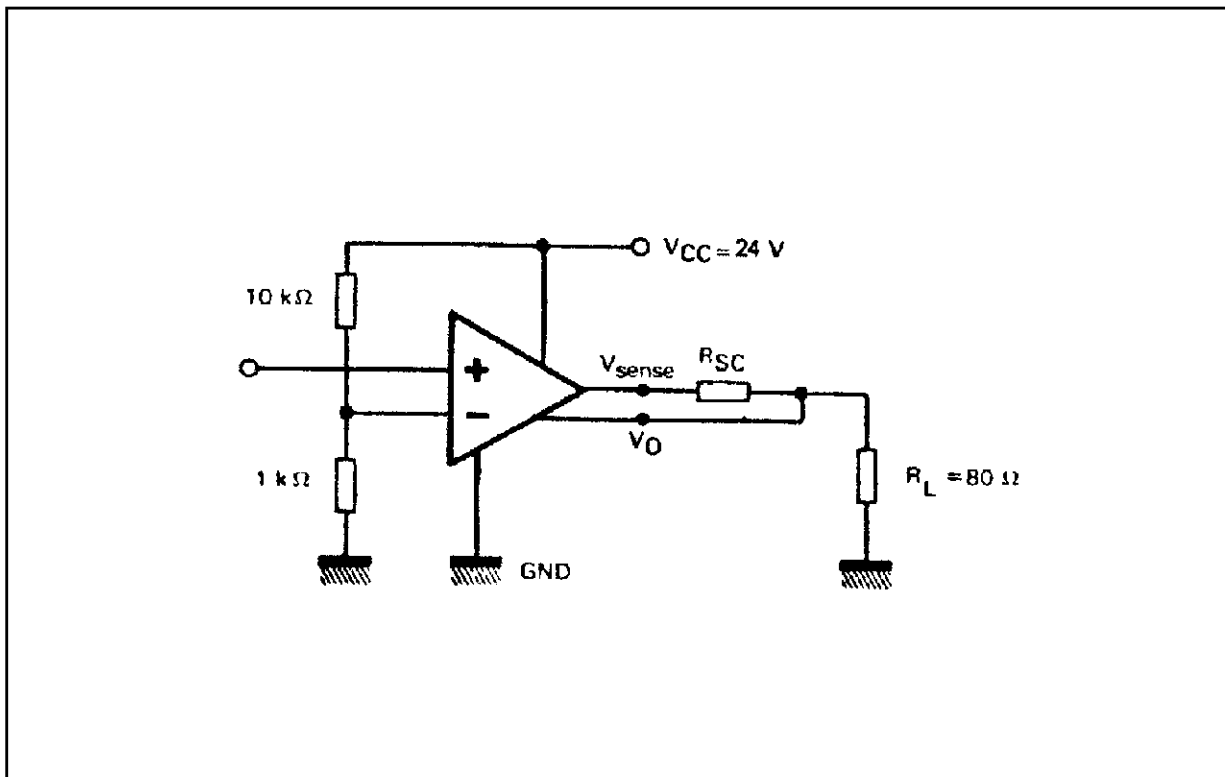 V_CC = 24 V
10 kΩ
+
V_sense
R_SC
−
V_O
1 kΩ
R_L = 80 Ω
GND